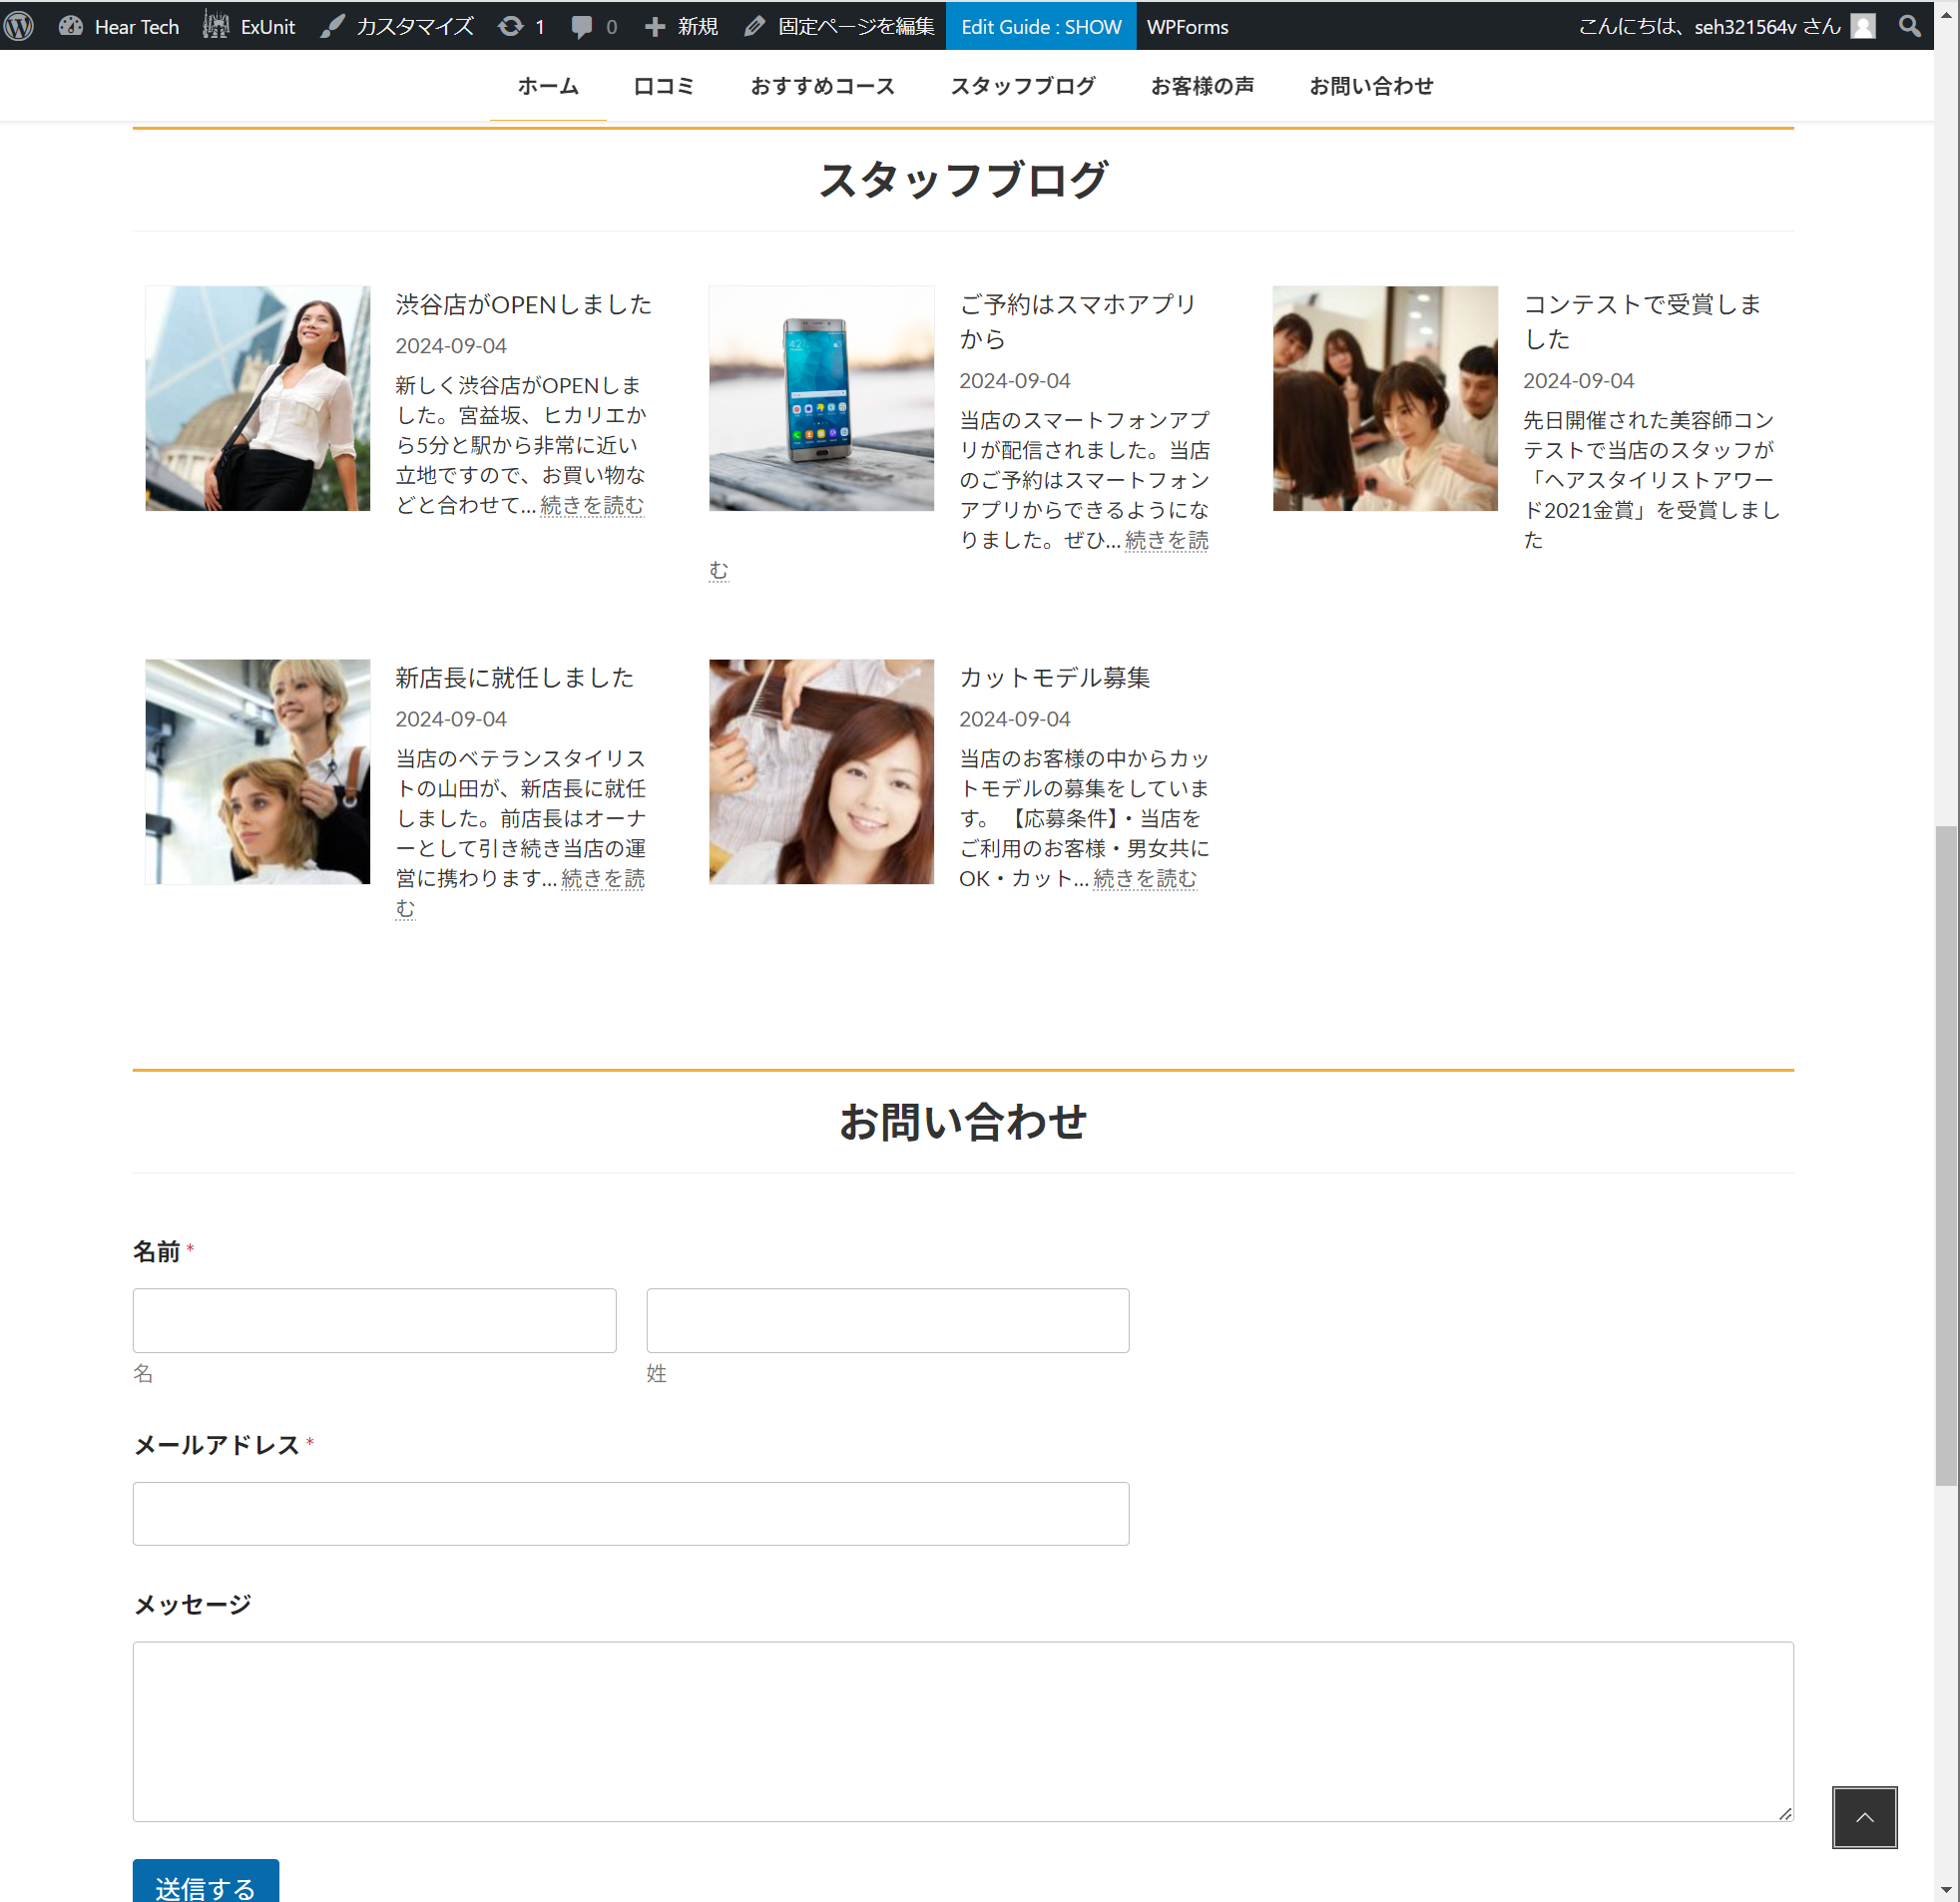 Hear Tech ExUnit カスタマイズ 1 0 新規 固定ページを編集 Edit Guide : SHOW WPForms こんにちは、seh321564v さん
ホーム 口コミ おすすめコース スタッフブログ お客様の声 お問い合わせ
スタッフブログ
渋谷店がOPENしました
2024-09-04
新しく渋谷店がOPENしま
した。宮益坂、ヒカリエか
ら5分と駅から非常に近い
立地ですので、お買い物な
どと合わせて... 続きを読む
ご予約はスマホアプリ
から
2024-09-04
当店のスマートフォンアプ
リが配信されました。当店
のご予約はスマートフォン
アプリからできるようにな
りました。ぜひ... 続きを読
む
コンテストで受賞しま
した
2024-09-04
先日開催された美容師コン
テストで当店のスタッフが
「ヘアスタイリストアワー
ド2021金賞」を受賞しまし
た
新店長に就任しました
2024-09-04
当店のベテランスタイリス
トの山田が、新店長に就任
しました。前店長はオーナ
ーとして引き続き当店の運
営に携わります... 続きを読
む
カットモデル募集
2024-09-04
当店のお客様の中からカッ
トモデルの募集をしていま
す。 【応募条件】・当店を
ご利用のお客様・男女共に
OK・カット... 続きを読む
お問い合わせ
名前 *
名 姓
メールアドレス *
メッセージ
送信する